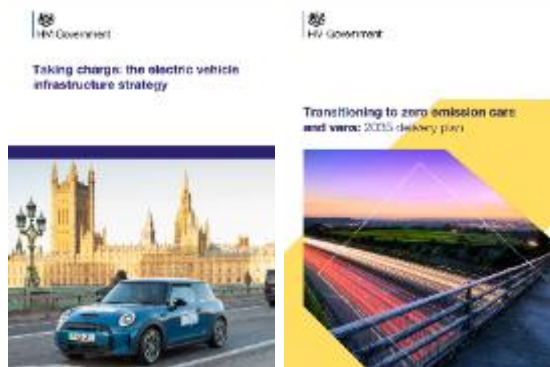 HM Government
Taking charge: the electric vehicle
infrastructure strategy
HM Government
Transitioning to zero emission cars
and vans: 2035 delivery plan